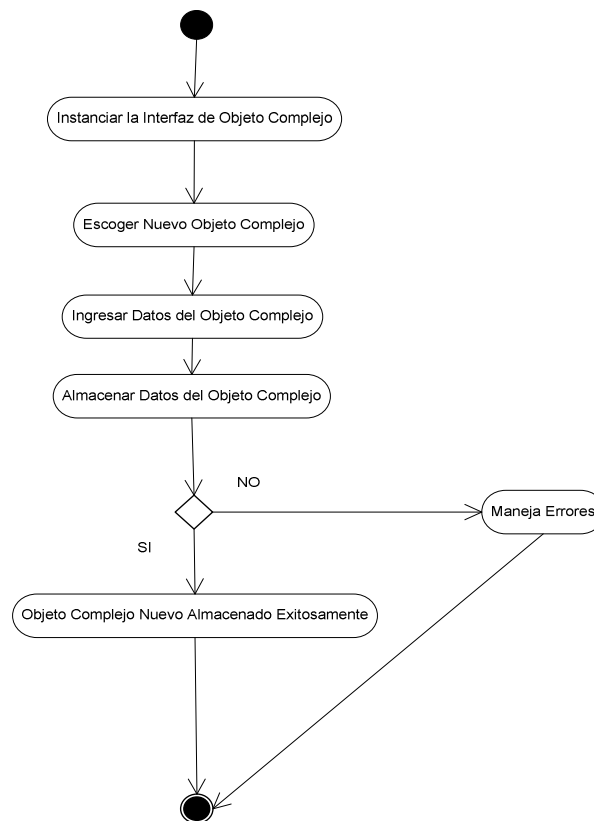 Instanciar la Interfaz de Objeto Complejo
Escoger Nuevo Objeto Complejo
Ingresar Datos del Objeto Complejo
Almacenar Datos del Objeto Complejo
NO
Maneja Errores
SI
Objeto Complejo Nuevo Almacenado Exitosamente